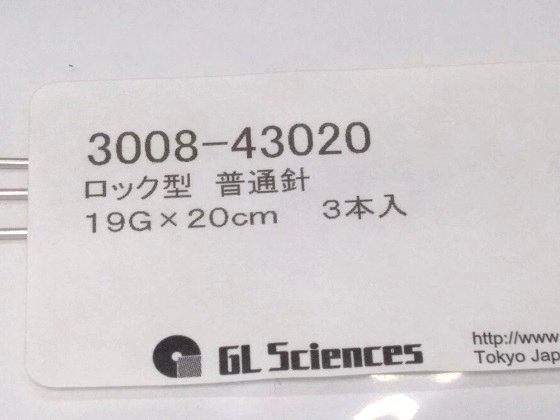 3008-43020
ロック型 普通針
19G×20cm 3本入
GL Sciences
http://www
Tokyo Jap